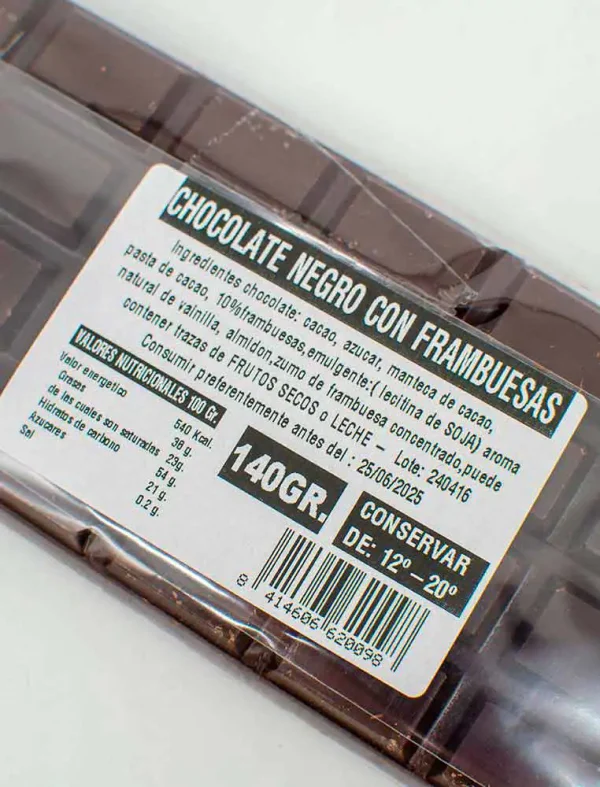 CHOCOLATE NEGRO CON FRAMBUESAS
Ingredientes chocolate: cacao, azucar, manteca de cacao,
pasta de cacao, 10%frambuesas,emulgente:( lecitina de SOJA) aroma
natural de vainilla, almidon,zumo de frambuesa concentrado,puede
contener trazas de FRUTOS SECOS o LECHE – Lote: 240416
Consumir preferentemente antes del : 25/06/2025
VALORES NUTRICIONALES 100 Gr.
Valor energetico 540 Kcal.
Grasas 38 g.
de las cuales son saturadas 23g.
Hidratos de carbono 54 g.
Azucares 21 g.
Sal 0.2 g.
140GR.
CONSERVAR
DE: 12º – 20º
8 414606 620098